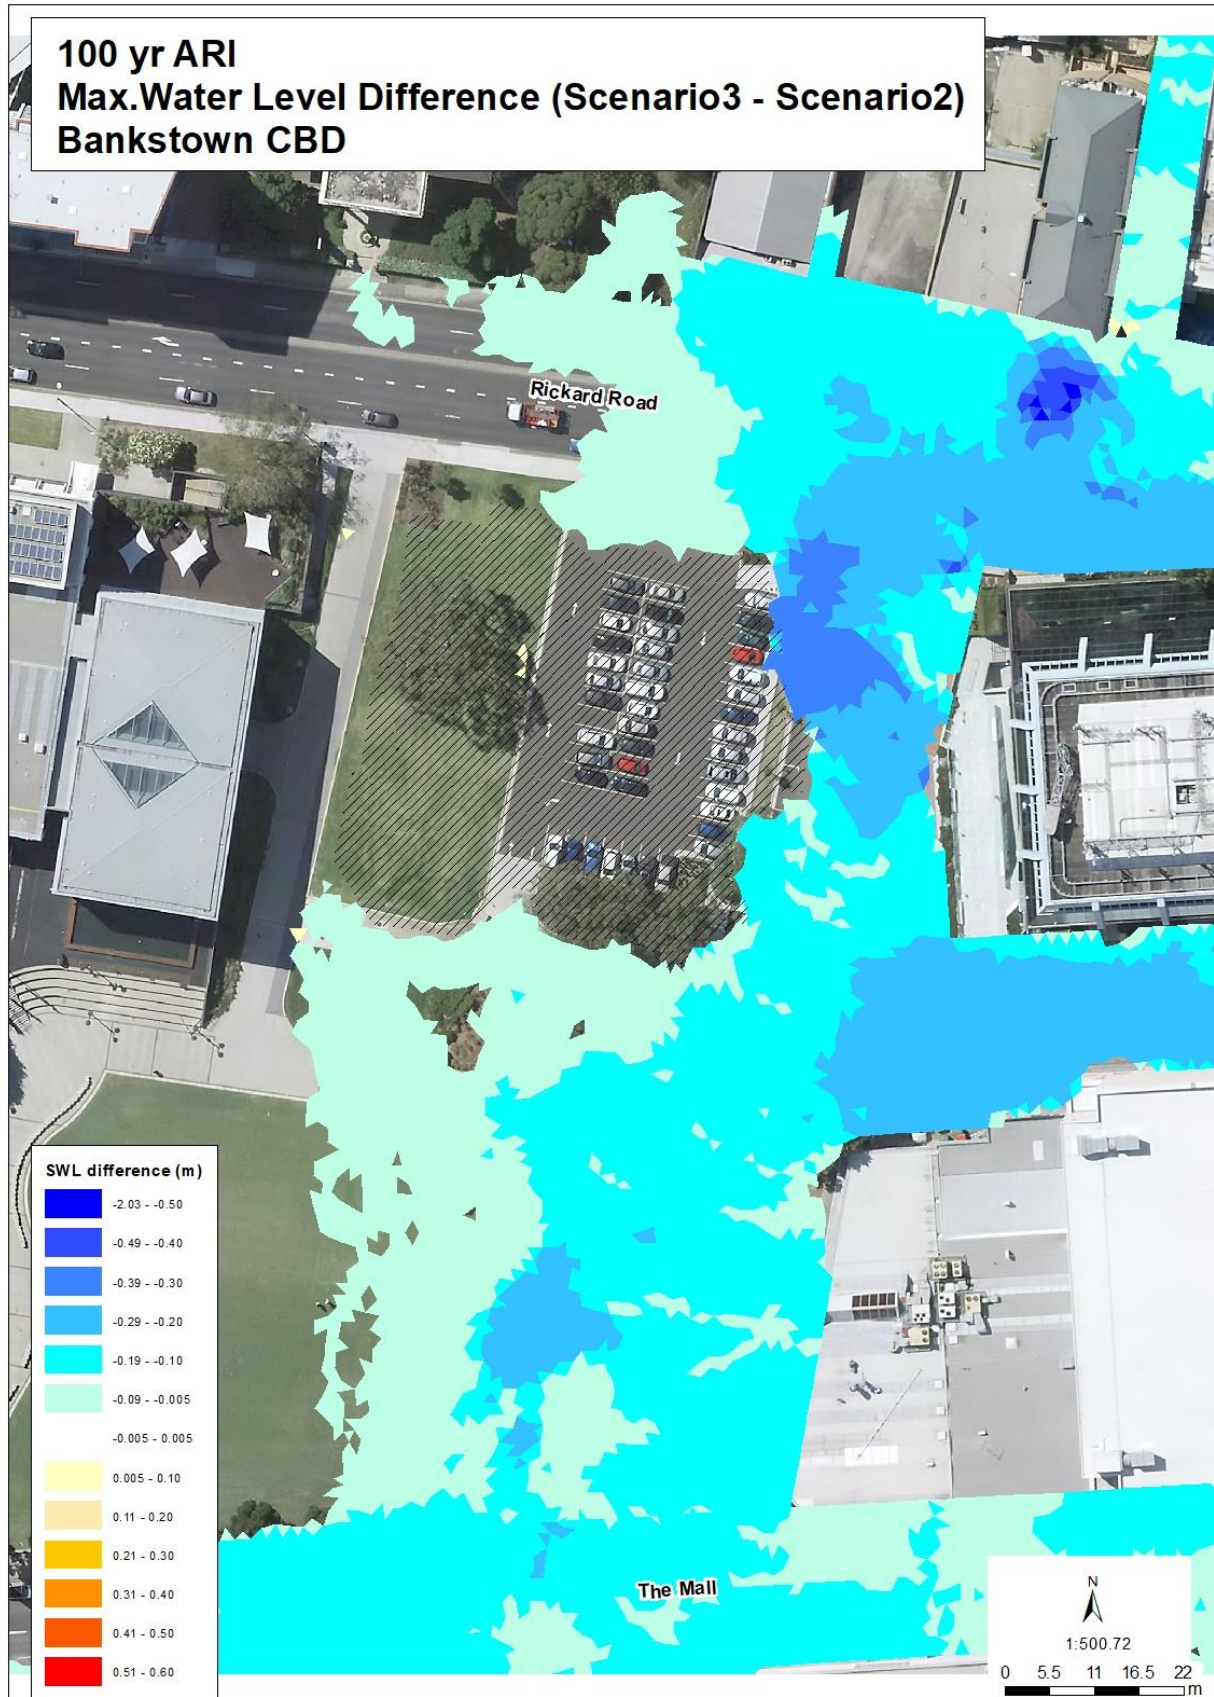 100 yr ARI
Max.Water Level Difference (Scenario3 - Scenario2)
Bankstown CBD
Rickard Road
SWL difference (m)
-2.03 - -0.50
-0.49 - -0.40
-0.39 - -0.30
-0.29 - -0.20
-0.19 - -0.10
-0.09 - -0.005
-0.005 - 0.005
0.005 - 0.10
0.11 - 0.20
0.21 - 0.30
0.31 - 0.40
0.41 - 0.50
0.51 - 0.60
The Mall
N
1:500.72
0 5.5 11 16.5 22
m